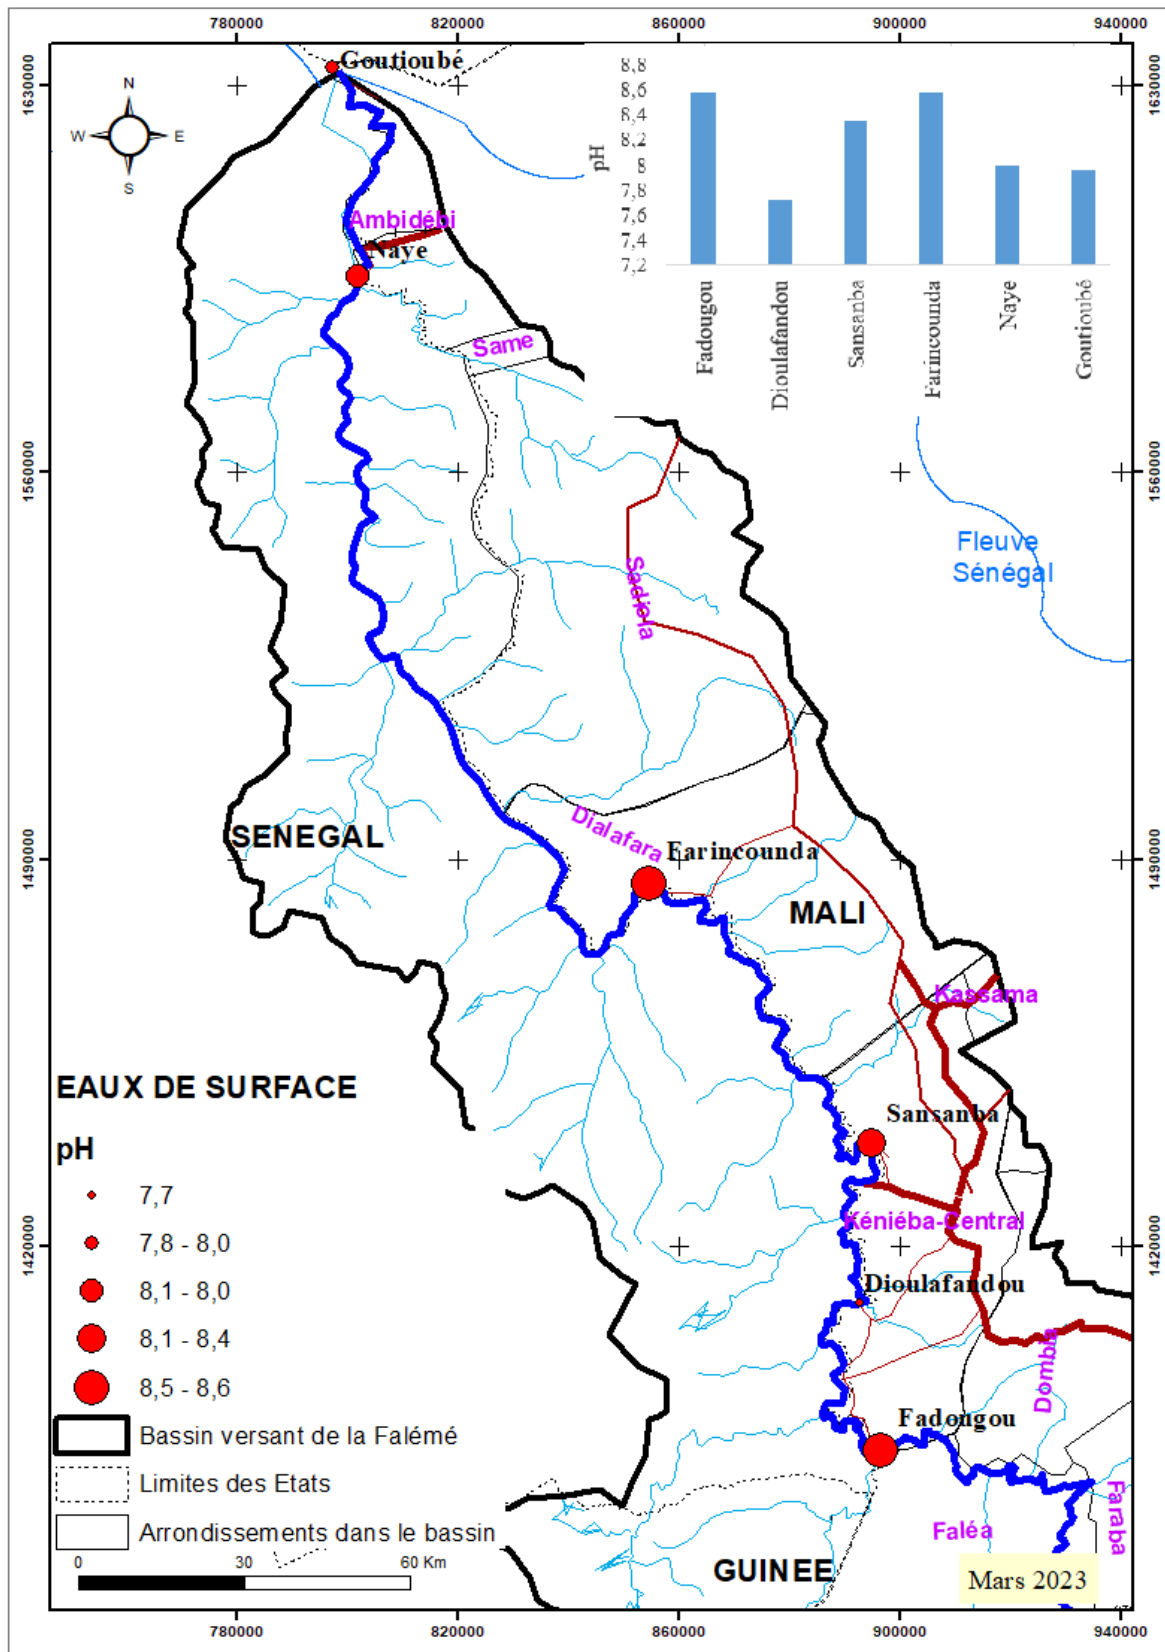 780000
820000
860000
900000
940000
1630000
1630000
Goutioubé
N
W
E
S
8,8
8,6
8,4
8,2
8
7,8
7,6
7,4
7,2
pH
Fadougou
Dioulafandou
Sansanba
Farincounda
Naye
Goutioubé
Ambidébi
Naye
Same
1560000
1560000
Fleuve
Sénégal
Sadiola
SENEGAL
Dialafara
Farincounda
1490000
1490000
MALI
Kassama
Sansanba
Kéniéba-Central
1420000
1420000
Dioulafandou
Dombia
Fadongou
Faléa
Faraba
GUINEE
Mars 2023
EAUX DE SURFACE
pH
7,7
7,8 - 8,0
8,1 - 8,0
8,1 - 8,4
8,5 - 8,6
Bassin versant de la Falémé
Limites des Etats
Arrondissements dans le bassin
0
30
60 Km
780000
820000
860000
900000
940000